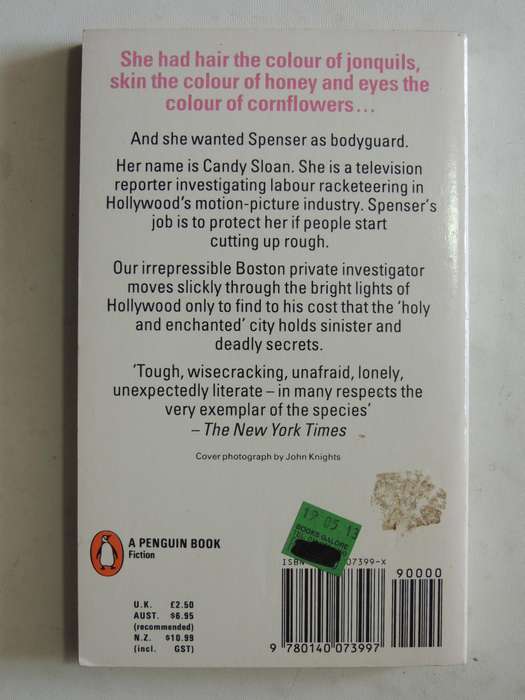 She had hair the colour of jonquils,
skin the colour of honey and eyes the
colour of cornflowers...
And she wanted Spenser as bodyguard.
Her name is Candy Sloan. She is a television
reporter investigating labour racketeering in
Hollywood's motion-picture industry. Spenser's
job is to protect her if people start
cutting up rough.
Our irrepressible Boston private investigator
moves slickly through the bright lights of
Hollywood only to find to his cost that the 'holy
and enchanted' city holds sinister and
deadly secrets.
'Tough, wisecracking, unafraid, lonely,
unexpectedly literate – in many respects the
very exemplar of the species'
– The New York Times
Cover photograph by John Knights
19 05 13
BOOKS GALORE
A PENGUIN BOOK
Fiction
ISBN
07399-X
90000
U.K. £2.50
AUST. $6.95
(recommended)
N.Z. $10.99
(incl. GST)
9 780140 073997